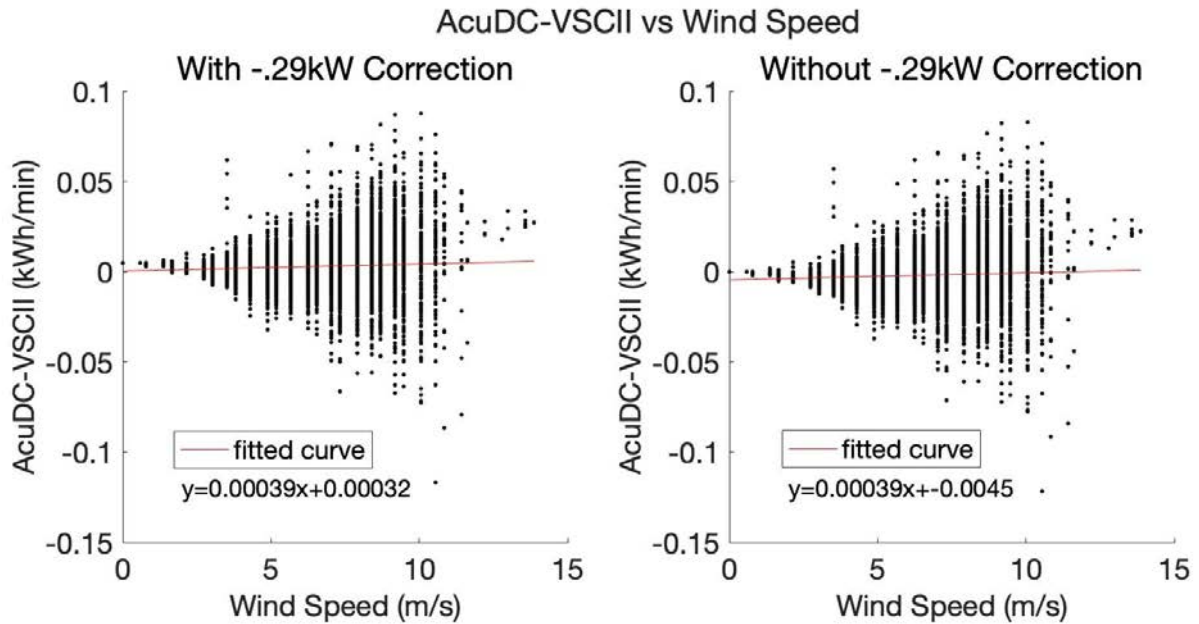 AcuDC-VSCII vs Wind Speed
With -.29kW Correction
0.1
0.05
0
-0.05
-0.1
-0.15
AcuDC-VSCII (kWh/min)
fitted curve
y=0.00039x+0.00032
0 5 10 15
Wind Speed (m/s)
Without -.29kW Correction
0.1
0.05
0
-0.05
-0.1
-0.15
AcuDC-VSCII (kWh/min)
fitted curve
y=0.00039x+-0.0045
0 5 10 15
Wind Speed (m/s)